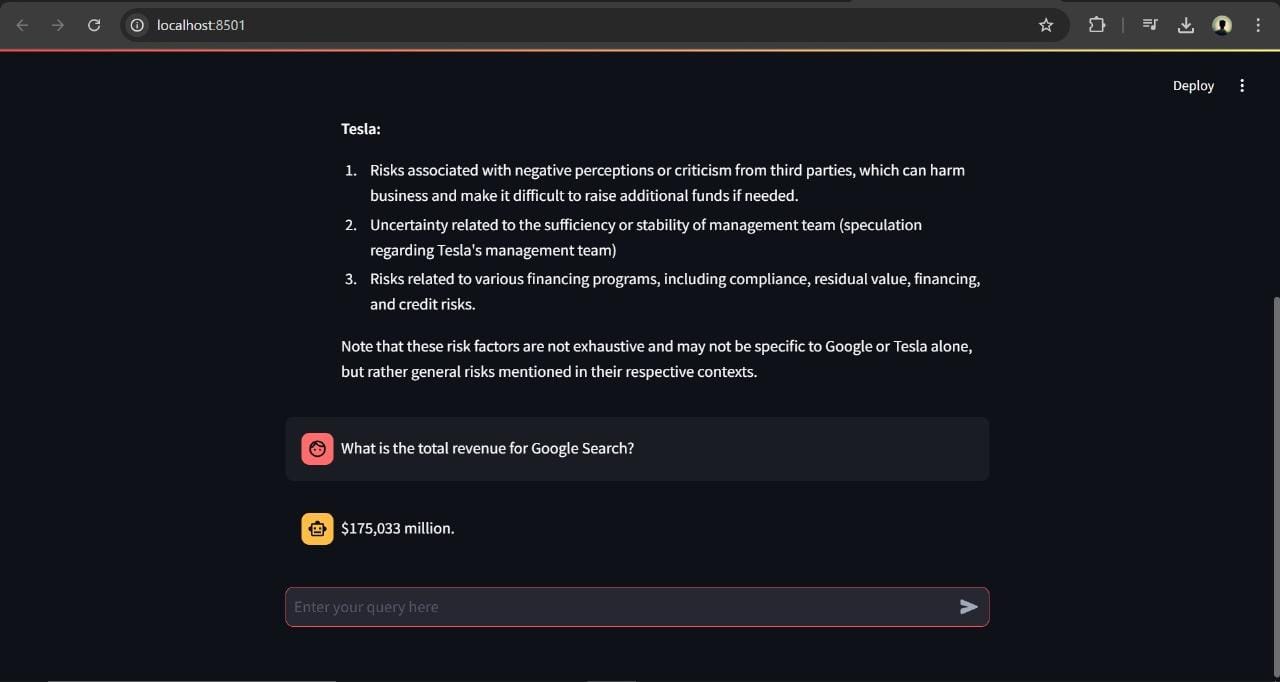 localhost:8501
Deploy
Tesla:
1. Risks associated with negative perceptions or criticism from third parties, which can harm
business and make it difficult to raise additional funds if needed.
2. Uncertainty related to the sufficiency or stability of management team (speculation
regarding Tesla's management team)
3. Risks related to various financing programs, including compliance, residual value, financing,
and credit risks.
Note that these risk factors are not exhaustive and may not be specific to Google or Tesla alone,
but rather general risks mentioned in their respective contexts.
What is the total revenue for Google Search?
$175,033 million.
Enter your query here